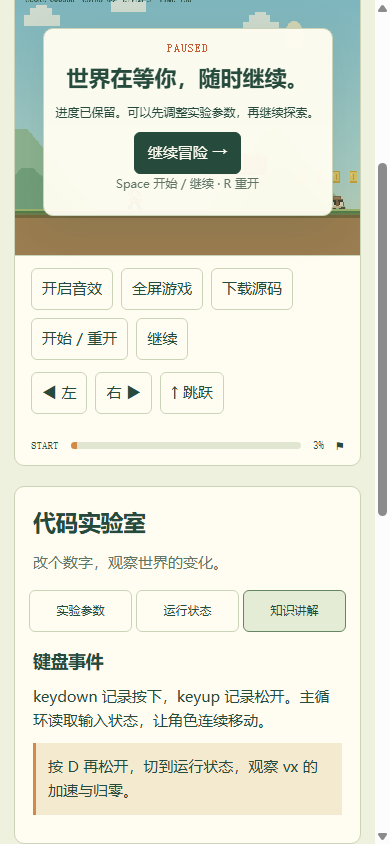 PAUSED
世界在等你，随时继续。
进度已保留。可以先调整实验参数，再继续探索。
继续冒险 →
Space 开始 / 继续 · R 重开
开启音效
全屏游戏
下载源码
开始 / 重开
继续
◀ 左
右 ▶
↑ 跳跃
START
3%
代码实验室
改个数字，观察世界的变化。
实验参数
运行状态
知识讲解
键盘事件
keydown 记录按下，keyup 记录松开。主循
环读取输入状态，让角色连续移动。
按 D 再松开，切到运行状态，观察 vx 的
加速与归零。